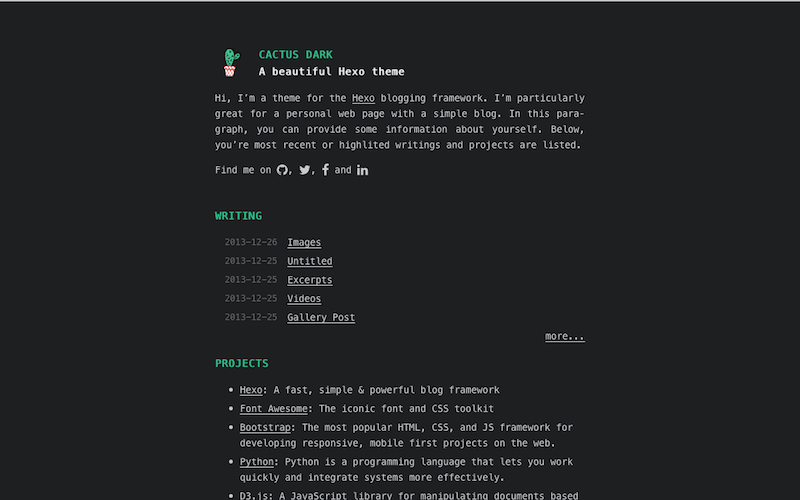 CACTUS DARK
A beautiful Hexo theme
Hi, I’m a theme for the Hexo blogging framework. I’m particularly
great for a personal web page with a simple blog. In this para-
graph, you can provide some information about yourself. Below,
you’re most recent or highlited writings and projects are listed.
Find me on , , and
WRITING
2013-12-26 Images
2013-12-25 Untitled
2013-12-25 Excerpts
2013-12-25 Videos
2013-12-25 Gallery Post
more...
PROJECTS
• Hexo: A fast, simple & powerful blog framework
• Font Awesome: The iconic font and CSS toolkit
• Bootstrap: The most popular HTML, CSS, and JS framework for
developing responsive, mobile first projects on the web.
• Python: Python is a programming language that lets you work
quickly and integrate systems more effectively.
• D3.js: A JavaScript library for manipulating documents based